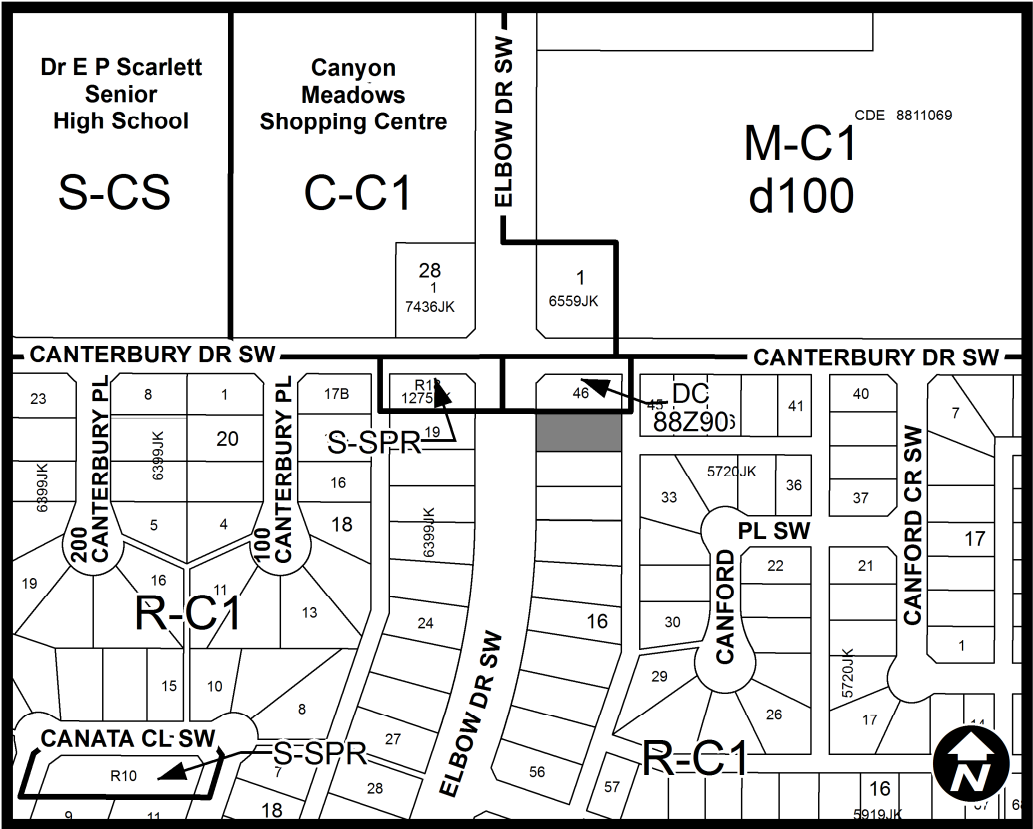 Dr E P Scarlett
Senior
High School
S-CS
Canyon
Meadows
Shopping Centre
C-C1
ELBOW DR SW
CDE 8811069
M-C1
d100
28
1
7436JK
1
6559JK
CANTERBURY DR SW
CANTERBURY DR SW
23
8
1
17B
46
DC
88Z90
41
40
7
S-SPR
19
20
6399JK
6399JK
6399JK
200
CANTERBURY PL
100
CANTERBURY PL
16
18
5
4
5720JK
33
36
37
PL SW
CANFORD
CANFORD CR SW
17
22
21
19
16
11
13
R-C1
24
16
30
1
29
5720JK
15
10
8
26
17
CANATA CL SW
S-SPR
R10
ELBOW DR SW
27
7
28
56
57
R-C1
N
16
5919JK
9
11
18